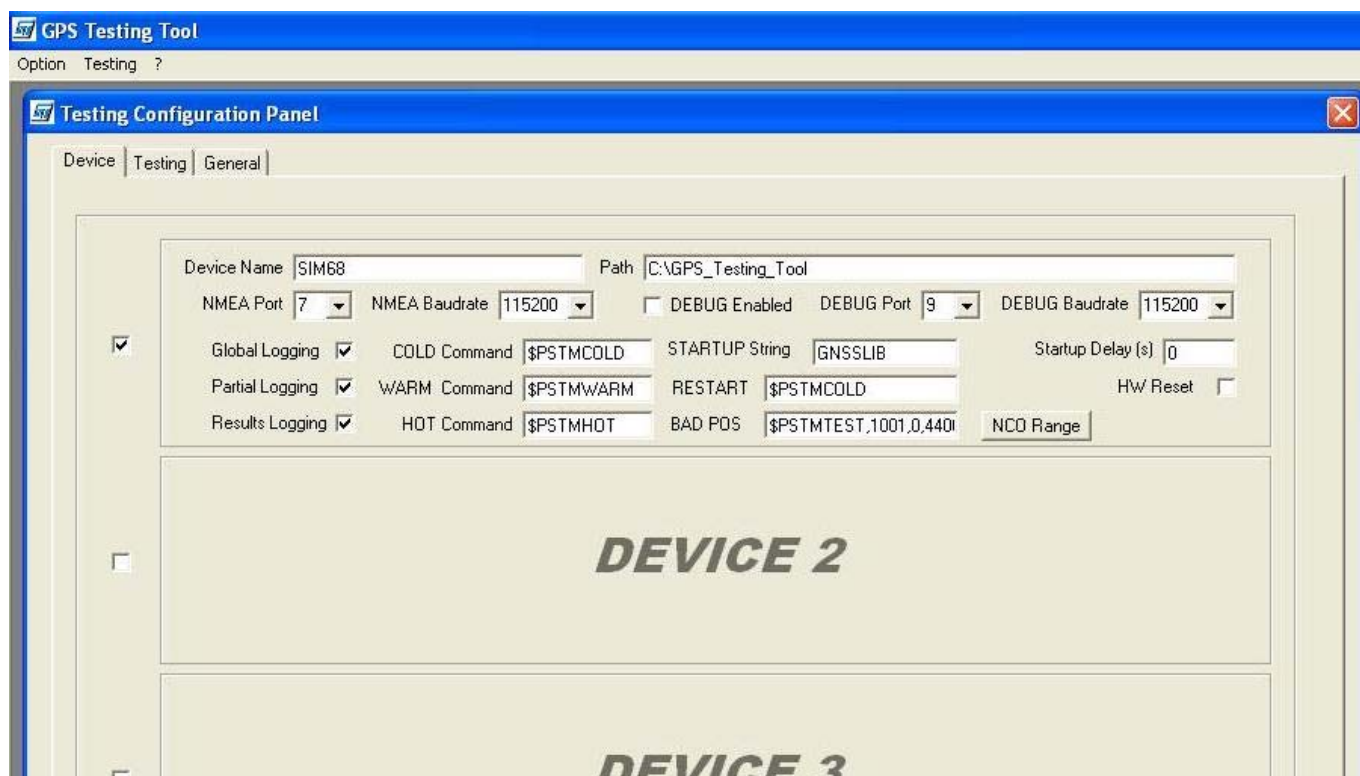 GPS Testing Tool
Option Testing ?
Testing Configuration Panel
Device Testing General
Device Name SIM68 Path C:\GPS_Testing_Tool
NMEA Port 7 NMEA Baudrate 115200 DEBUG Enabled DEBUG Port 9 DEBUG Baudrate 115200
Global Logging COLD Command $PSTMCOLD STARTUP String GNSSLIB Startup Delay (s) 0
Partial Logging WARM Command $PSTMWARM RESTART $PSTMCOLD HW Reset
Results Logging HOT Command $PSTMHOT BAD POS $PSTMTEST,1001,0,440 NCO Range
DEVICE 2
DEVICE 3